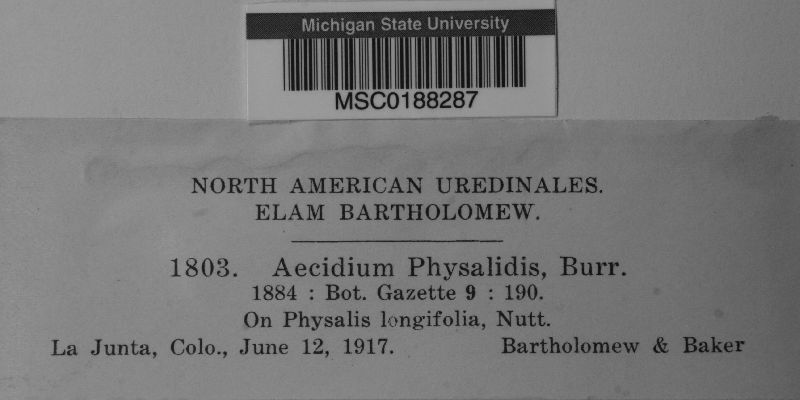 Michigan State University
MSC0188287
NORTH AMERICAN UREDINALES.
ELAM BARTHOLOMEW.
1803. Aecidium Physalidis, Burr.
1884 : Bot. Gazette 9 : 190.
On Physalis longifolia, Nutt.
La Junta, Colo., June 12, 1917. Bartholomew & Baker